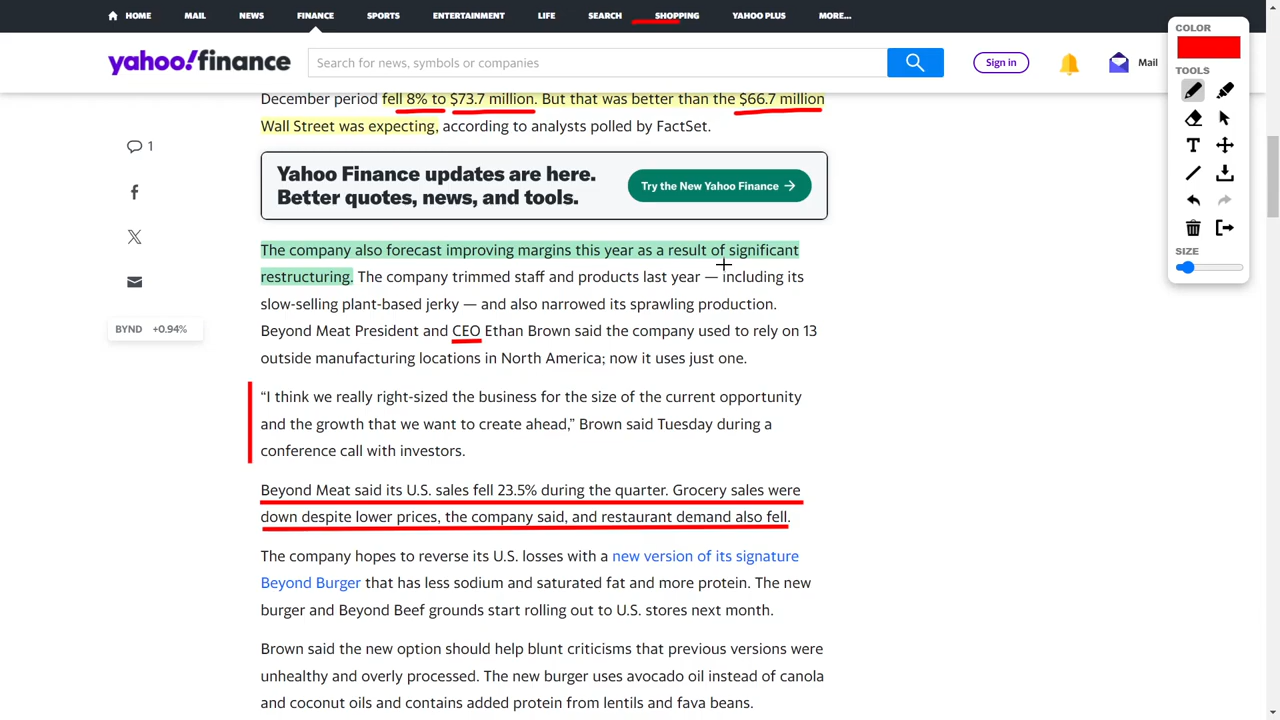 HOME MAIL NEWS FINANCE SPORTS ENTERTAINMENT LIFE SEARCH SHOPPING YAHOO PLUS MORE...
yahoo!finance
Search for news, symbols or companies
Sign in
Mail
COLOR
TOOLS
T
SIZE
December period fell 8% to $73.7 million. But that was better than the $66.7 million
Wall Street was expecting, according to analysts polled by FactSet.
1
Yahoo Finance updates are here.
Better quotes, news, and tools.
Try the New Yahoo Finance
The company also forecast improving margins this year as a result of significant
restructuring. The company trimmed staff and products last year — including its
slow-selling plant-based jerky — and also narrowed its sprawling production.
Beyond Meat President and CEO Ethan Brown said the company used to rely on 13
outside manufacturing locations in North America; now it uses just one.
BYND +0.94%
“I think we really right-sized the business for the size of the current opportunity
and the growth that we want to create ahead,” Brown said Tuesday during a
conference call with investors.
Beyond Meat said its U.S. sales fell 23.5% during the quarter. Grocery sales were
down despite lower prices, the company said, and restaurant demand also fell.
The company hopes to reverse its U.S. losses with a new version of its signature
Beyond Burger that has less sodium and saturated fat and more protein. The new
burger and Beyond Beef grounds start rolling out to U.S. stores next month.
Brown said the new option should help blunt criticisms that previous versions were
unhealthy and overly processed. The new burger uses avocado oil instead of canola
and coconut oils and contains added protein from lentils and fava beans.